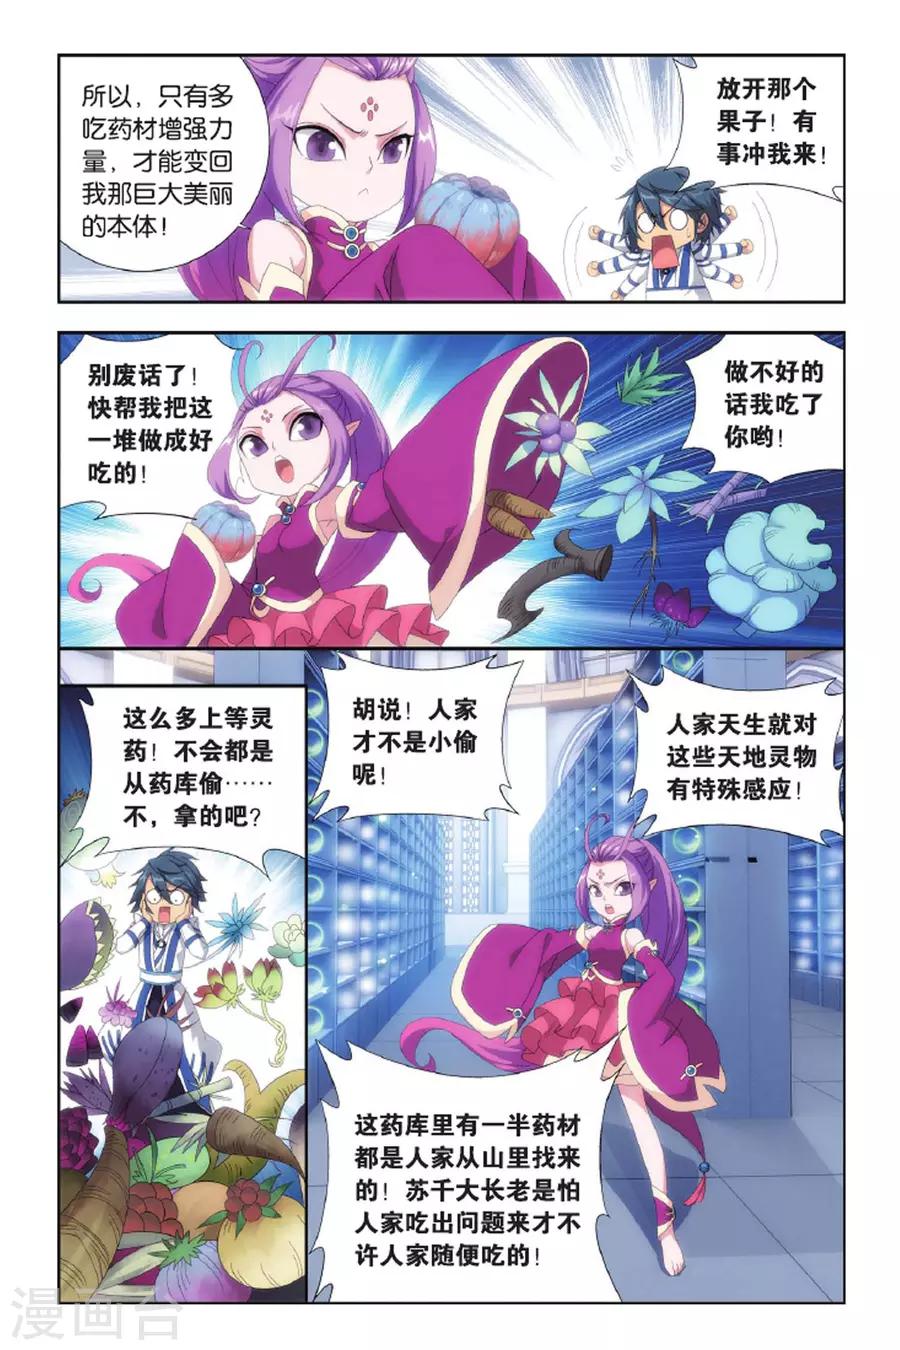 所以，只有多
吃药材增强力
量，才能变回
我那巨大美丽
的本体！
放开那个
果子！有
事冲我来！
别废话了！
快帮我把这
一堆做成好
吃的！
做不好的
话我吃了
你哟！
这么多上等灵
药！不会都是
从药库偷……
不，拿的吧？
胡说！人家
才不是小偷
呢！
人家天生就对
这些天地灵物
有特殊感应！
这药库里有一半药材
都是人家从山里找来
的！苏千大长老是怕
人家吃出问题来才不
许人家随便吃的！
漫画台